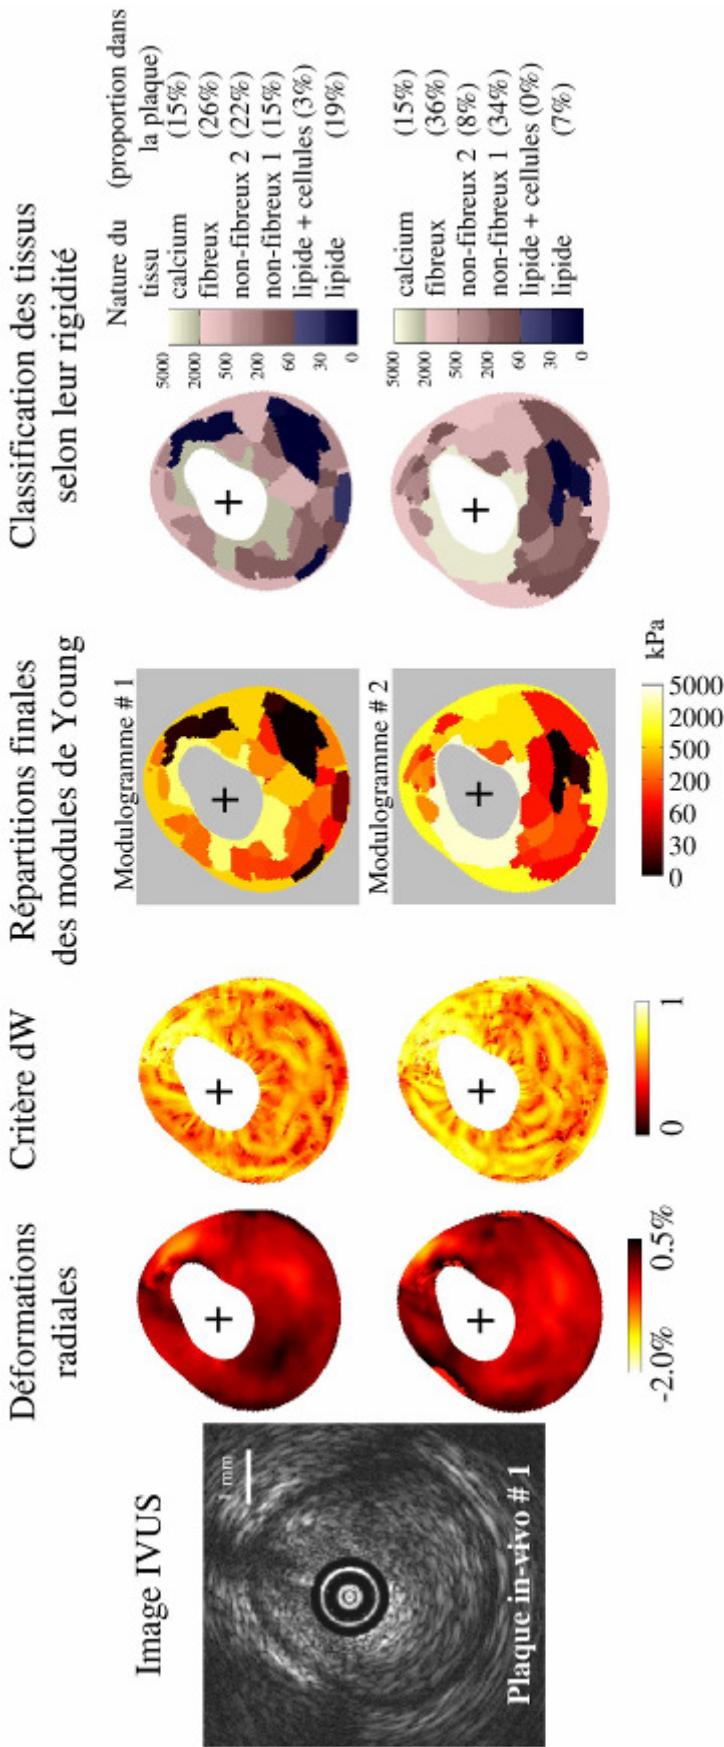 Image IVUS
Déformations
radiales
Critère dW
Répartitions finales
des modules de Young
Classification des tissus
selon leur rigidité
Nature du
tissu
(proportion dans
la plaque)
1 mm
Plaque in-vivo # 1
Modulogramme # 1
5000
2000
500
200
60
30
0
calcium (15%)
fibreux (26%)
non-fibreux 2 (22%)
non-fibreux 1 (15%)
lipide + cellules (3%)
lipide (19%)
Modulogramme # 2
5000
2000
500
200
60
30
0
calcium (15%)
fibreux (36%)
non-fibreux 2 (8%)
non-fibreux 1 (34%)
lipide + cellules (0%)
lipide (7%)
-2.0% 0.5%
0 1
0 30 60 200 500 2000 5000
kPa